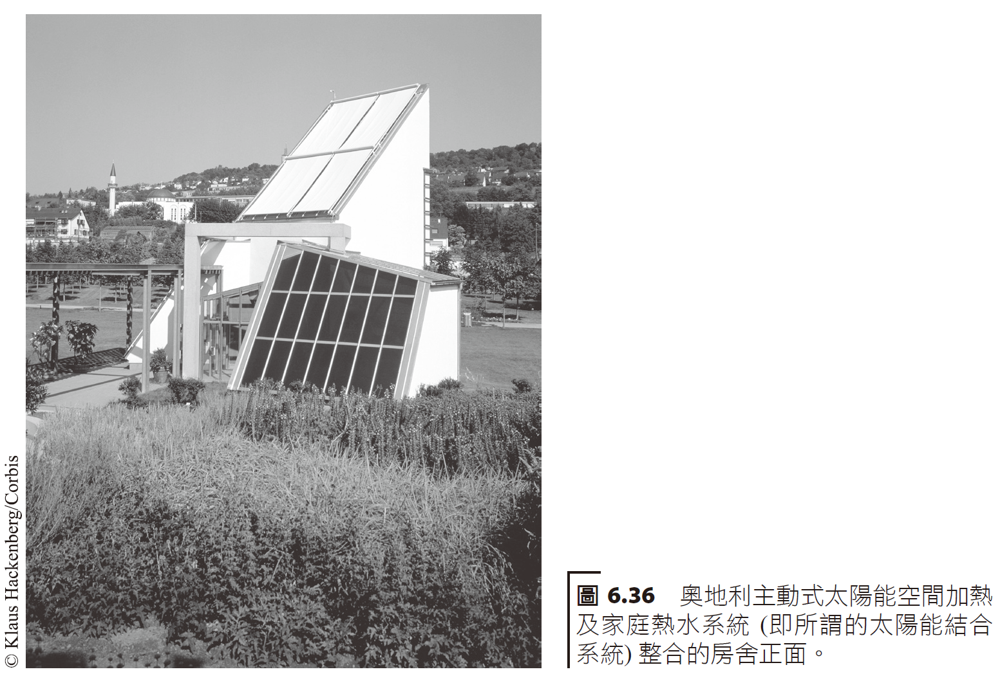 © Klaus Hackenberg/Corbis
圖 6.36 奧地利主動式太陽能空間加熱
及家庭熱水系統 (即所謂的太陽能結合
系統) 整合的房舍正面。